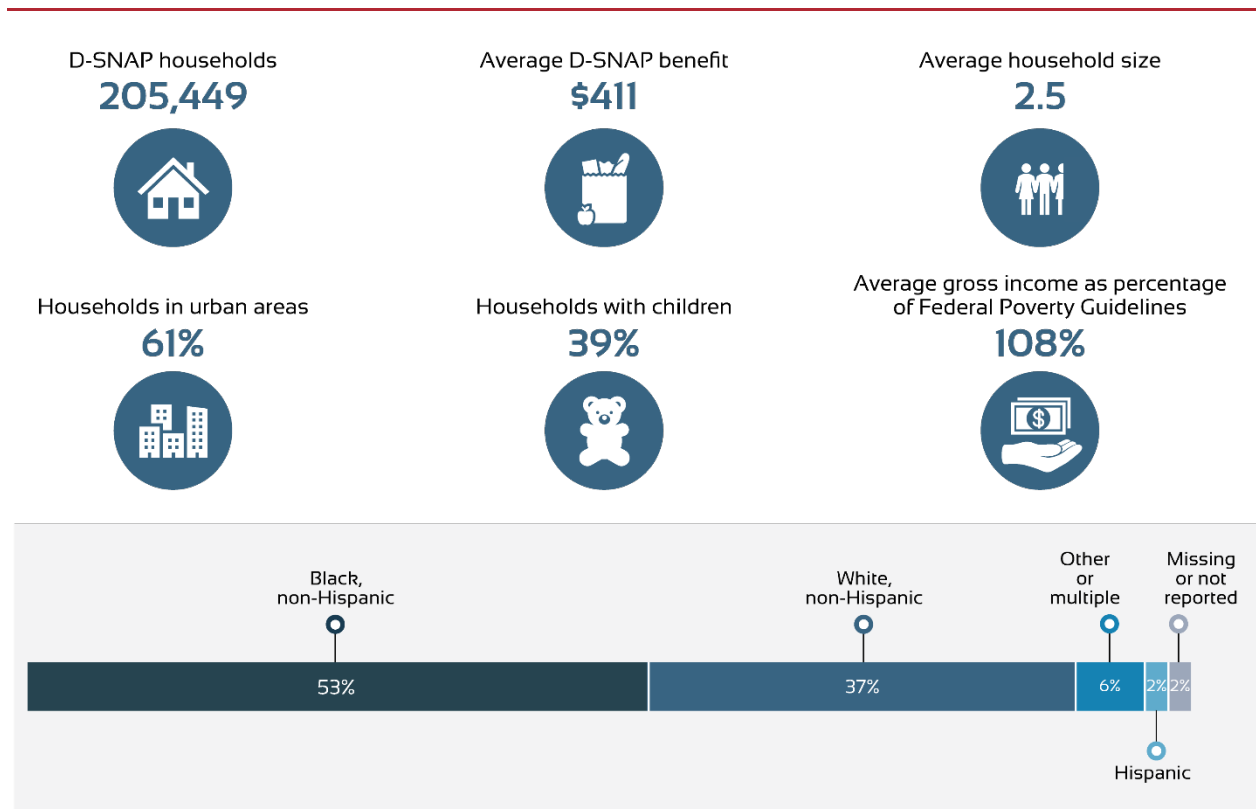 D-SNAP households
205,449
Average D-SNAP benefit
$411
Average household size
2.5
Households in urban areas
61%
Households with children
39%
Average gross income as percentage
of Federal Poverty Guidelines
108%
$
Black,
non-Hispanic
White,
non-Hispanic
Other
or
multiple
Missing
or not
reported
53%
37%
6%
2%
2%
Hispanic